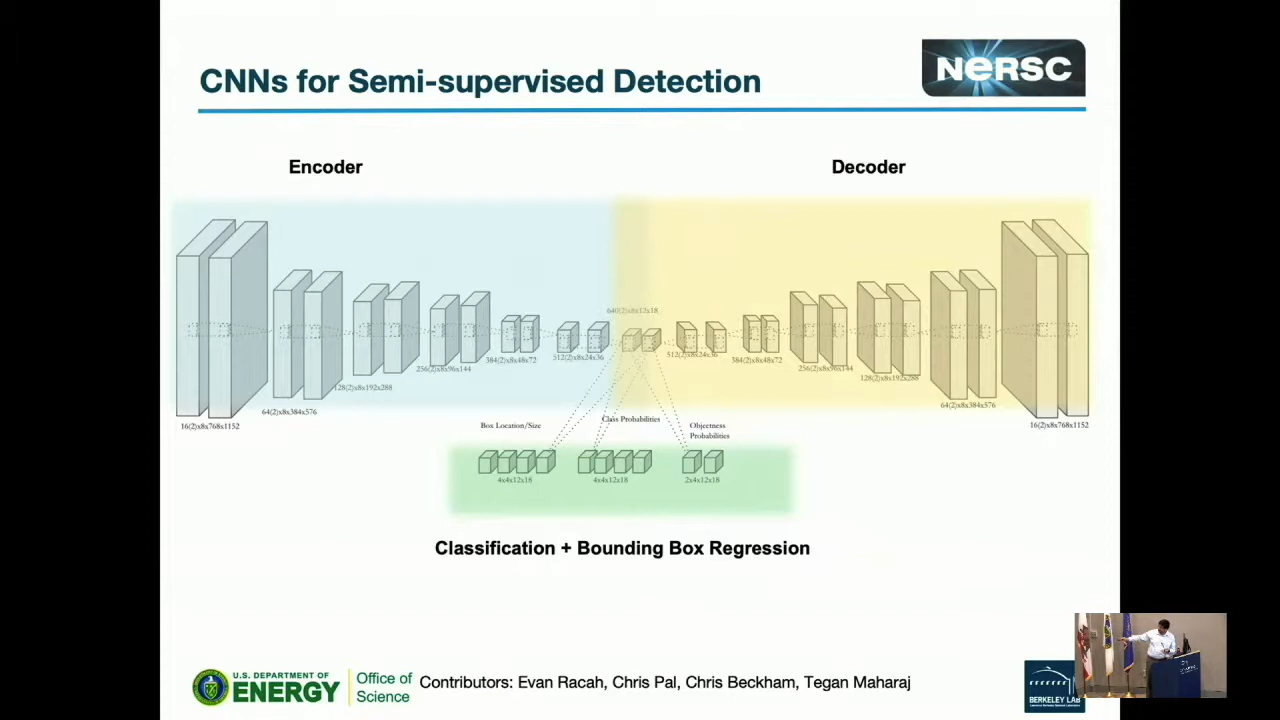 CNNs for Semi-supervised Detection
NERSC
Encoder
Decoder
640(2)x8x12x18
512(2)x8x24x36
512(2)x8x24x36
384(2)x8x48x72
384(2)x8x48x72
256(2)x8x96x144
256(2)x8x96x144
128(2)x8x192x288
128(2)x8x192x288
64(2)x8x384x576
64(2)x8x384x576
16(2)x8x768x1152
16(2)x8x768x1152
Box Location/Size
Class Probabilities
Objectness
Probabilities
4x4x12x18
4x4x12x18
2x4x12x18
Classification + Bounding Box Regression
U.S. DEPARTMENT OF
ENERGY
Office of
Science
Contributors: Evan Racah, Chris Pal, Chris Beckham, Tegan Maharaj
BERKELEY LAB